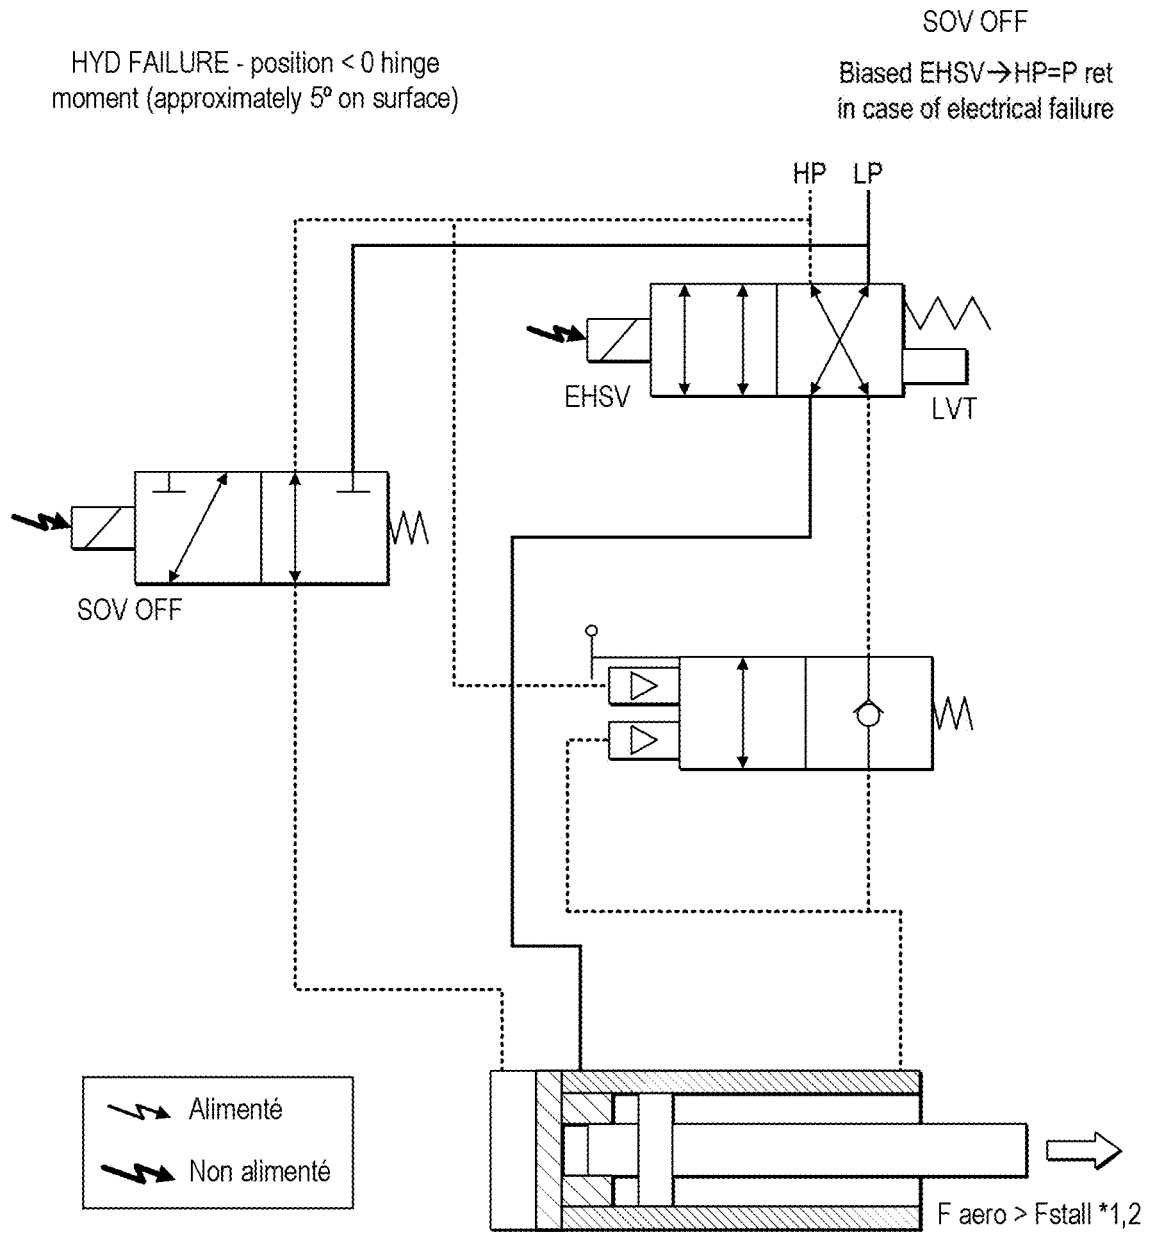 SOV OFF
HYD FAILURE - position < 0 hinge
moment (approximately 5º on surface)
Biased EHSV→HP=P ret
in case of electrical failure
HP LP
EHSV
LVT
SOV OFF
Alimenté
Non alimenté
F aero > Fstall *1,2